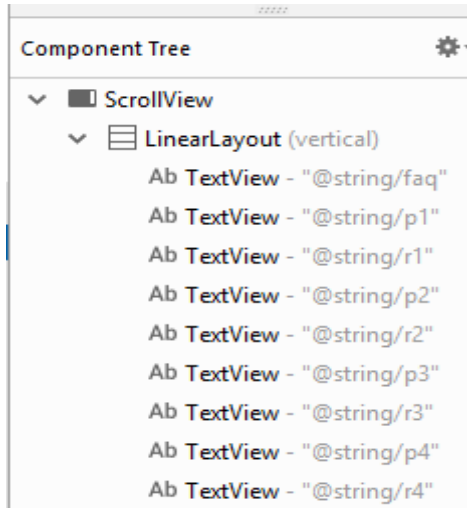 Component Tree
ScrollView
LinearLayout (vertical)
Ab TextView - "@string/faq"
Ab TextView - "@string/p1"
Ab TextView - "@string/r1"
Ab TextView - "@string/p2"
Ab TextView - "@string/r2"
Ab TextView - "@string/p3"
Ab TextView - "@string/r3"
Ab TextView - "@string/p4"
Ab TextView - "@string/r4"